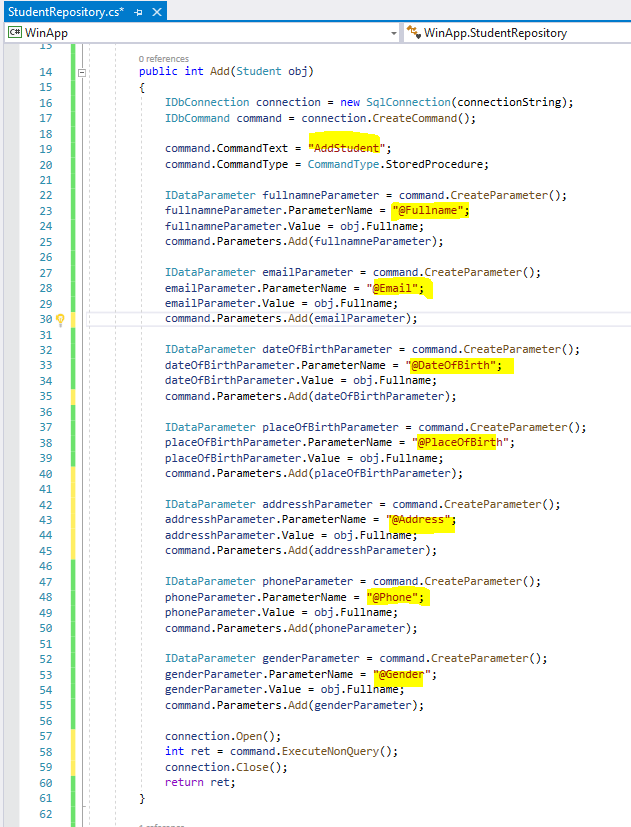 StudentRepository.cs*
WinApp WinApp.StudentRepository
13
0 references
14 public int Add(Student obj)
15 {
16 IDbConnection connection = new SqlConnection(connectionString);
17 IDbCommand command = connection.CreateCommand();
18
19 command.CommandText = "AddStudent";
20 command.CommandType = CommandType.StoredProcedure;
21
22 IDataParameter fullnamneParameter = command.CreateParameter();
23 fullnamneParameter.ParameterName = "@Fullname";
24 fullnamneParameter.Value = obj.Fullname;
25 command.Parameters.Add(fullnamneParameter);
26
27 IDataParameter emailParameter = command.CreateParameter();
28 emailParameter.ParameterName = "@Email";
29 emailParameter.Value = obj.Fullname;
30 command.Parameters.Add(emailParameter);
31
32 IDataParameter dateOfBirthParameter = command.CreateParameter();
33 dateOfBirthParameter.ParameterName = "@DateOfBirth";
34 dateOfBirthParameter.Value = obj.Fullname;
35 command.Parameters.Add(dateOfBirthParameter);
36
37 IDataParameter placeOfBirthParameter = command.CreateParameter();
38 placeOfBirthParameter.ParameterName = "@PlaceOfBirth";
39 placeOfBirthParameter.Value = obj.Fullname;
40 command.Parameters.Add(placeOfBirthParameter);
41
42 IDataParameter addresshParameter = command.CreateParameter();
43 addresshParameter.ParameterName = "@Address";
44 addresshParameter.Value = obj.Fullname;
45 command.Parameters.Add(addresshParameter);
46
47 IDataParameter phoneParameter = command.CreateParameter();
48 phoneParameter.ParameterName = "@Phone";
49 phoneParameter.Value = obj.Fullname;
50 command.Parameters.Add(phoneParameter);
51
52 IDataParameter genderParameter = command.CreateParameter();
53 genderParameter.ParameterName = "@Gender";
54 genderParameter.Value = obj.Fullname;
55 command.Parameters.Add(genderParameter);
56
57 connection.Open();
58 int ret = command.ExecuteNonQuery();
59 connection.Close();
60 return ret;
61 }
62